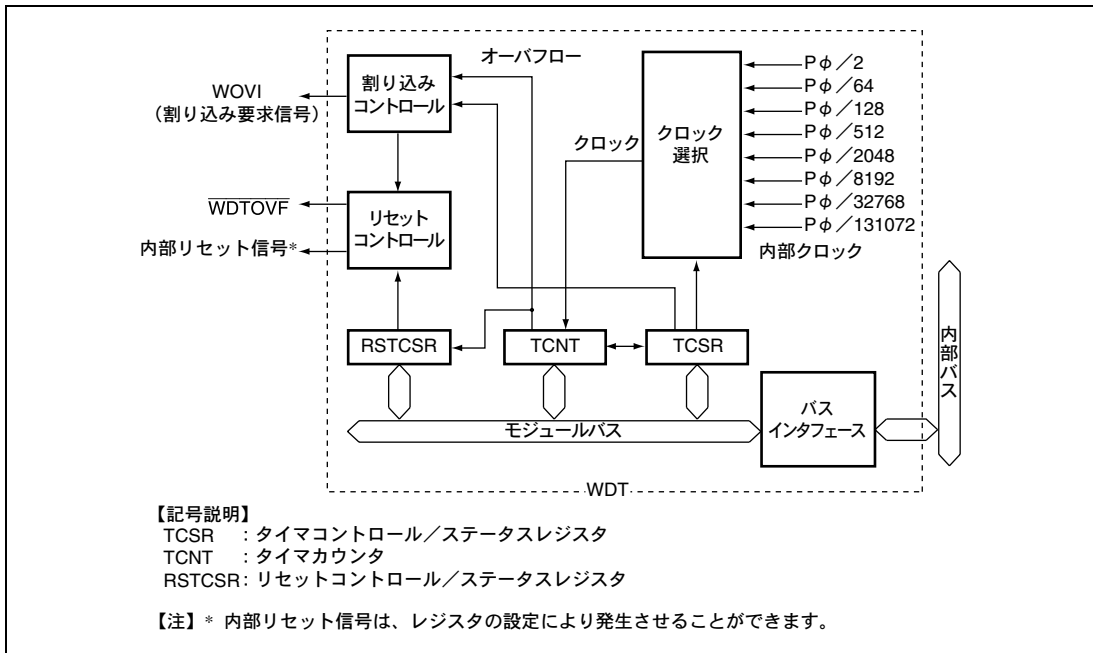 オーバフロー
割り込み
コントロール
WOVI
（割り込み要求信号）
クロック
クロック
選択
Pφ／2
Pφ／64
Pφ／128
Pφ／512
Pφ／2048
Pφ／8192
Pφ／32768
Pφ／131072
内部クロック
WDTOVF
リセット
コントロール
内部リセット信号*
RSTCSR
TCNT
TCSR
内部バス
バス
インタフェース
モジュールバス
WDT
【記号説明】
TCSR ：タイマコントロール／ステータスレジスタ
TCNT ：タイマカウンタ
RSTCSR：リセットコントロール／ステータスレジスタ
【注】* 内部リセット信号は、レジスタの設定により発生させることができます。